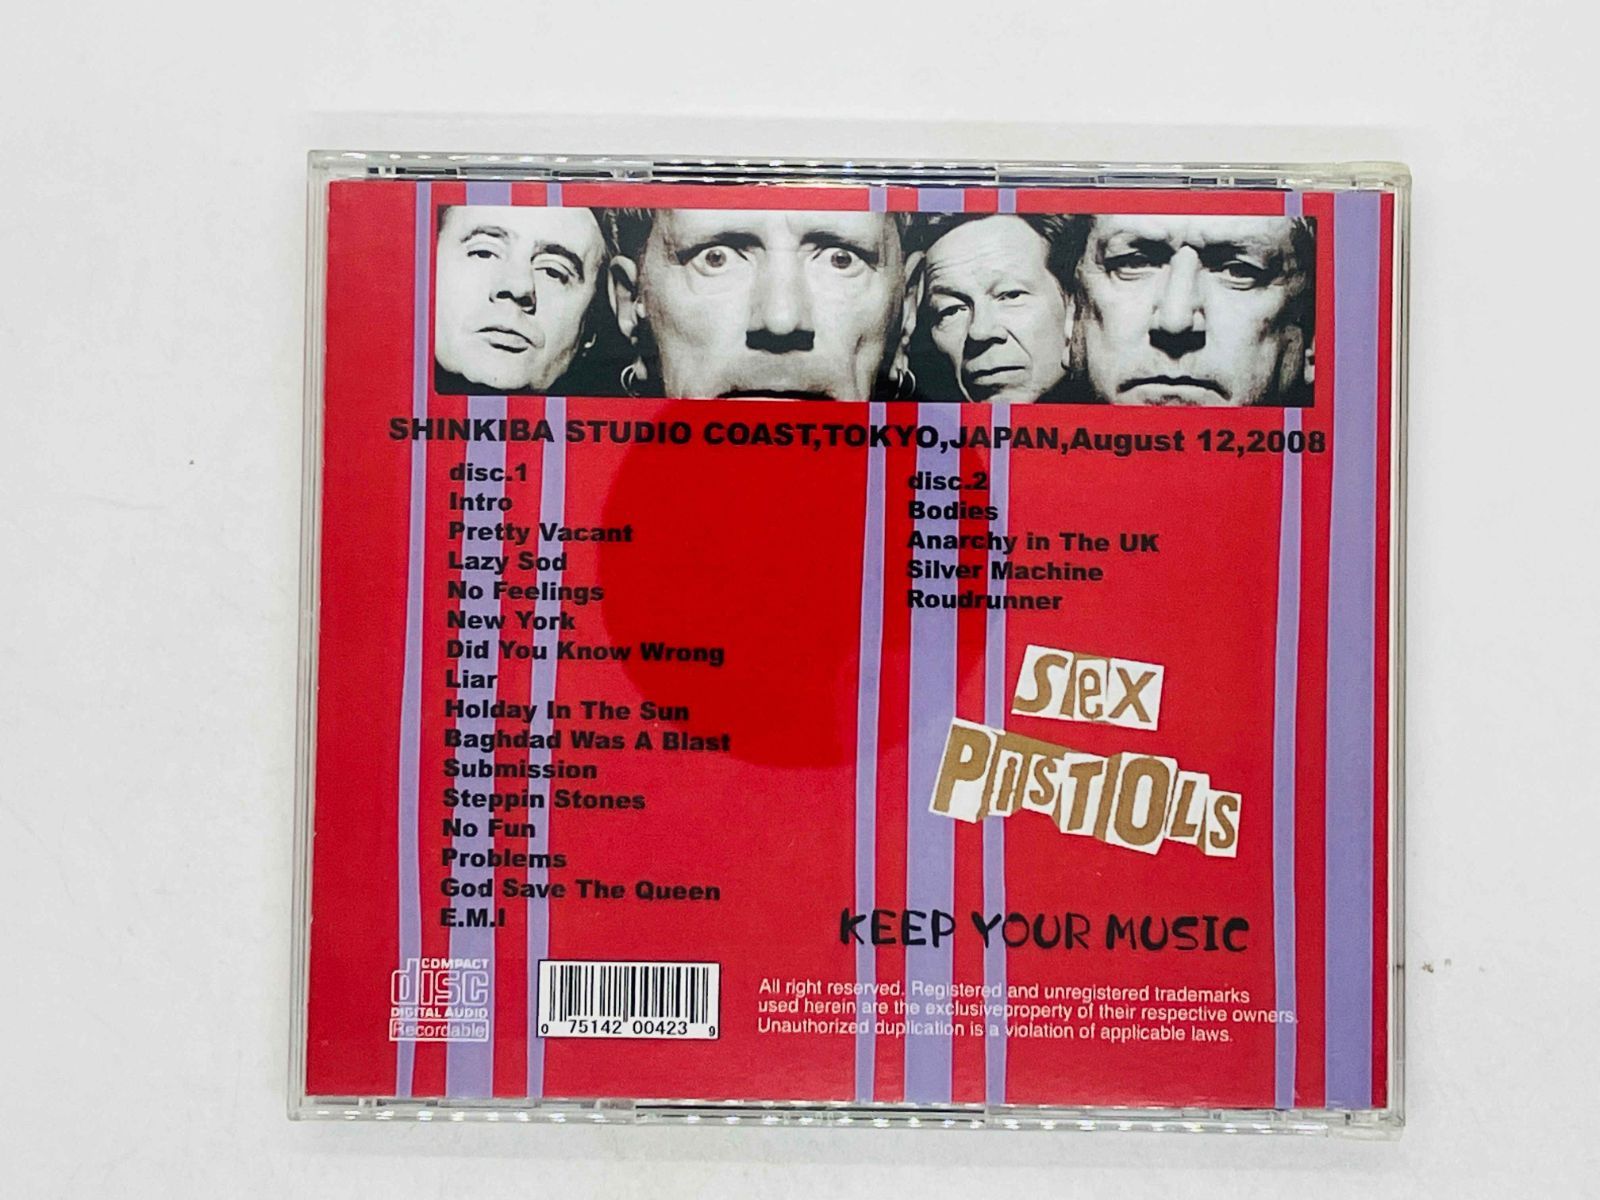 SHINKIBA STUDIO COAST,TOKYO,JAPAN,August 12,2008
disc.1
Intro
Pretty Vacant
Lazy Sod
No Feelings
New York
Did You Know Wrong
Liar
Holday In The Sun
Baghdad Was A Blast
Submission
Steppin Stones
No Fun
Problems
God Save The Queen
E.M.I
disc.2
Bodies
Anarchy in The UK
Silver Machine
Roudrunner
Sex
PiSTOLS
KEEP YOUR MUSIC
COMPACT
disc
DIGITAL AUDIO
Recordable
0 75142 00423 9
All right reserved. Registered and unregistered trademarks
used herein are the exclusiveproperty of their respective owners.
Unauthorized duplication is a violation of applicable laws.